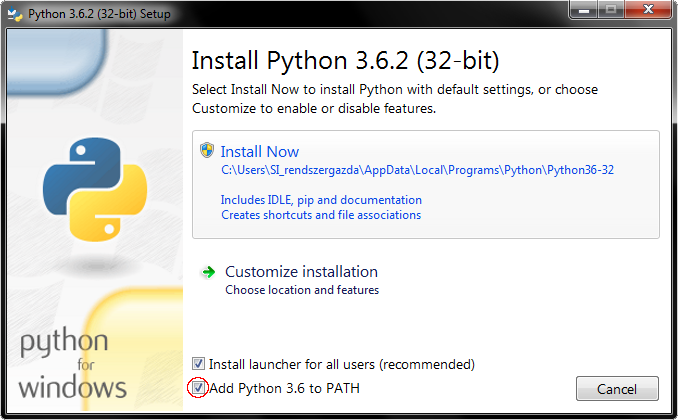 Python 3.6.2 (32-bit) Setup
Install Python 3.6.2 (32-bit)
Select Install Now to install Python with default settings, or choose
Customize to enable or disable features.
Install Now
C:\Users\SI_rendszergazda\AppData\Local\Programs\Python\Python36-32
Includes IDLE, pip and documentation
Creates shortcuts and file associations
Customize installation
Choose location and features
python
for
windows
Install launcher for all users (recommended)
Add Python 3.6 to PATH
Cancel